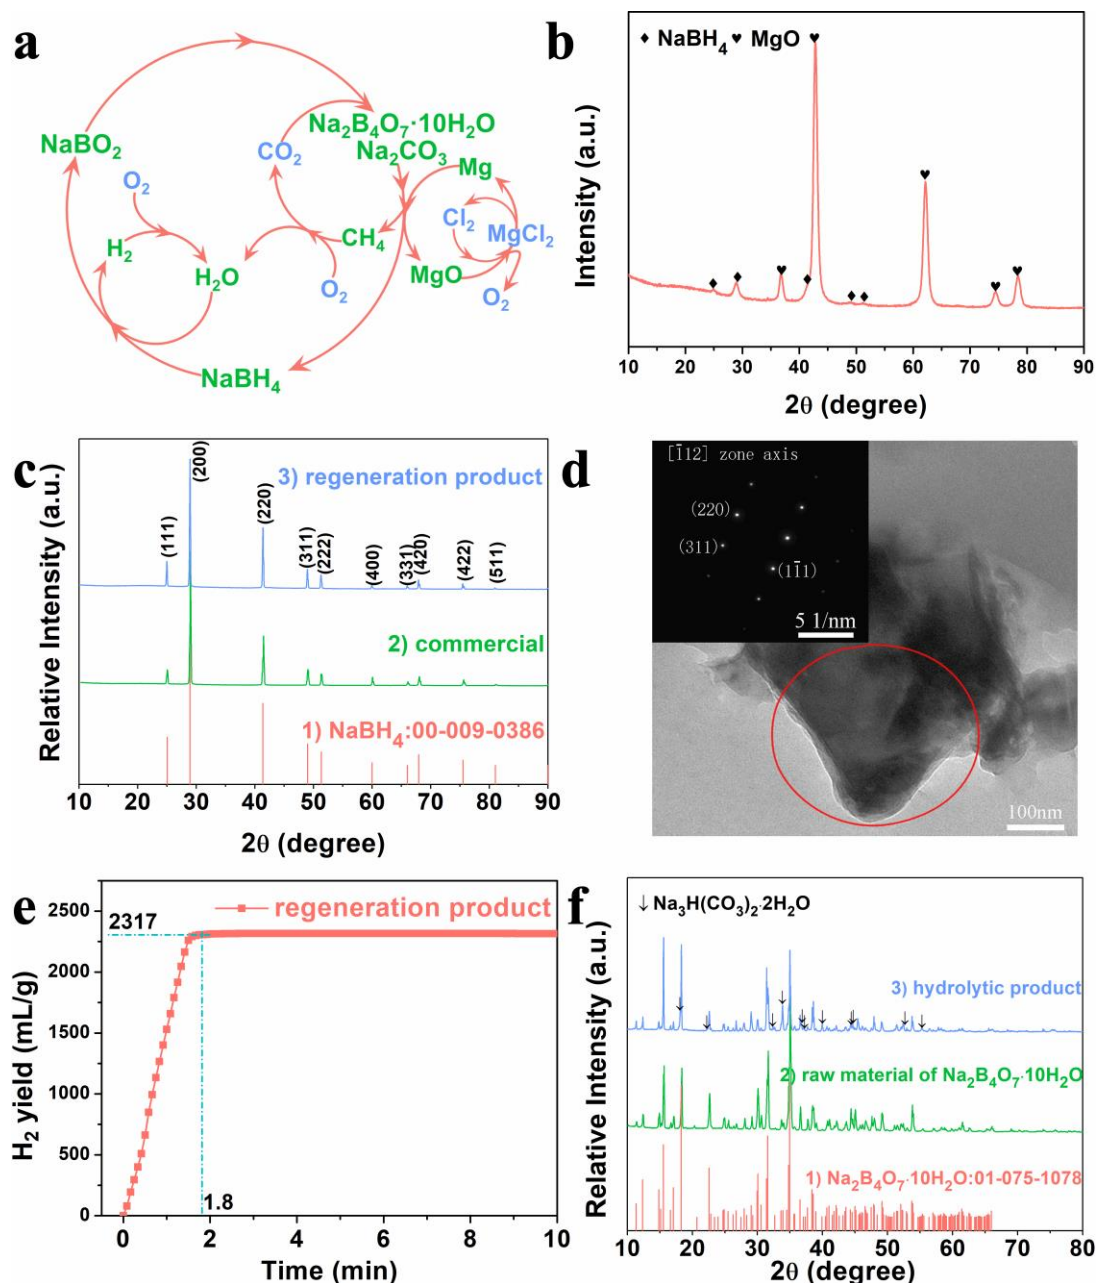 a
NaBO₂
O₂
H₂
H₂O
CO₂
Na₂B₄O₇·10H₂O
Na₂CO₃
Mg
Cl₂
MgCl₂
CH₄
MgO
O₂
O₂
NaBH₄
b
♦ NaBH₄ ♥ MgO
Intensity (a.u.)
10 20 30 40 50 60 70 80 90
2θ (degree)
c
3) regeneration product
(111)
(200)
(220)
(311)
(222)
(400)
(331)
(420)
(422)
(511)
2) commercial
1) NaBH₄:00-009-0386
Relative Intensity (a.u.)
10 20 30 40 50 60 70 80 90
2θ (degree)
d
[1̄12] zone axis
(220)
(311)
(11̄1)
5 1/nm
100nm
e
regeneration product
2317
1.8
H₂ yield (mL/g)
2500
2000
1500
1000
500
0
0 2 4 6 8 10
Time (min)
f
↓ Na₃H(CO₃)₂·2H₂O
3) hydrolytic product
2) raw material of Na₂B₄O₇·10H₂O
1) Na₂B₄O₇·10H₂O:01-075-1078
Relative Intensity (a.u.)
10 20 30 40 50 60 70 80
2θ (degree)